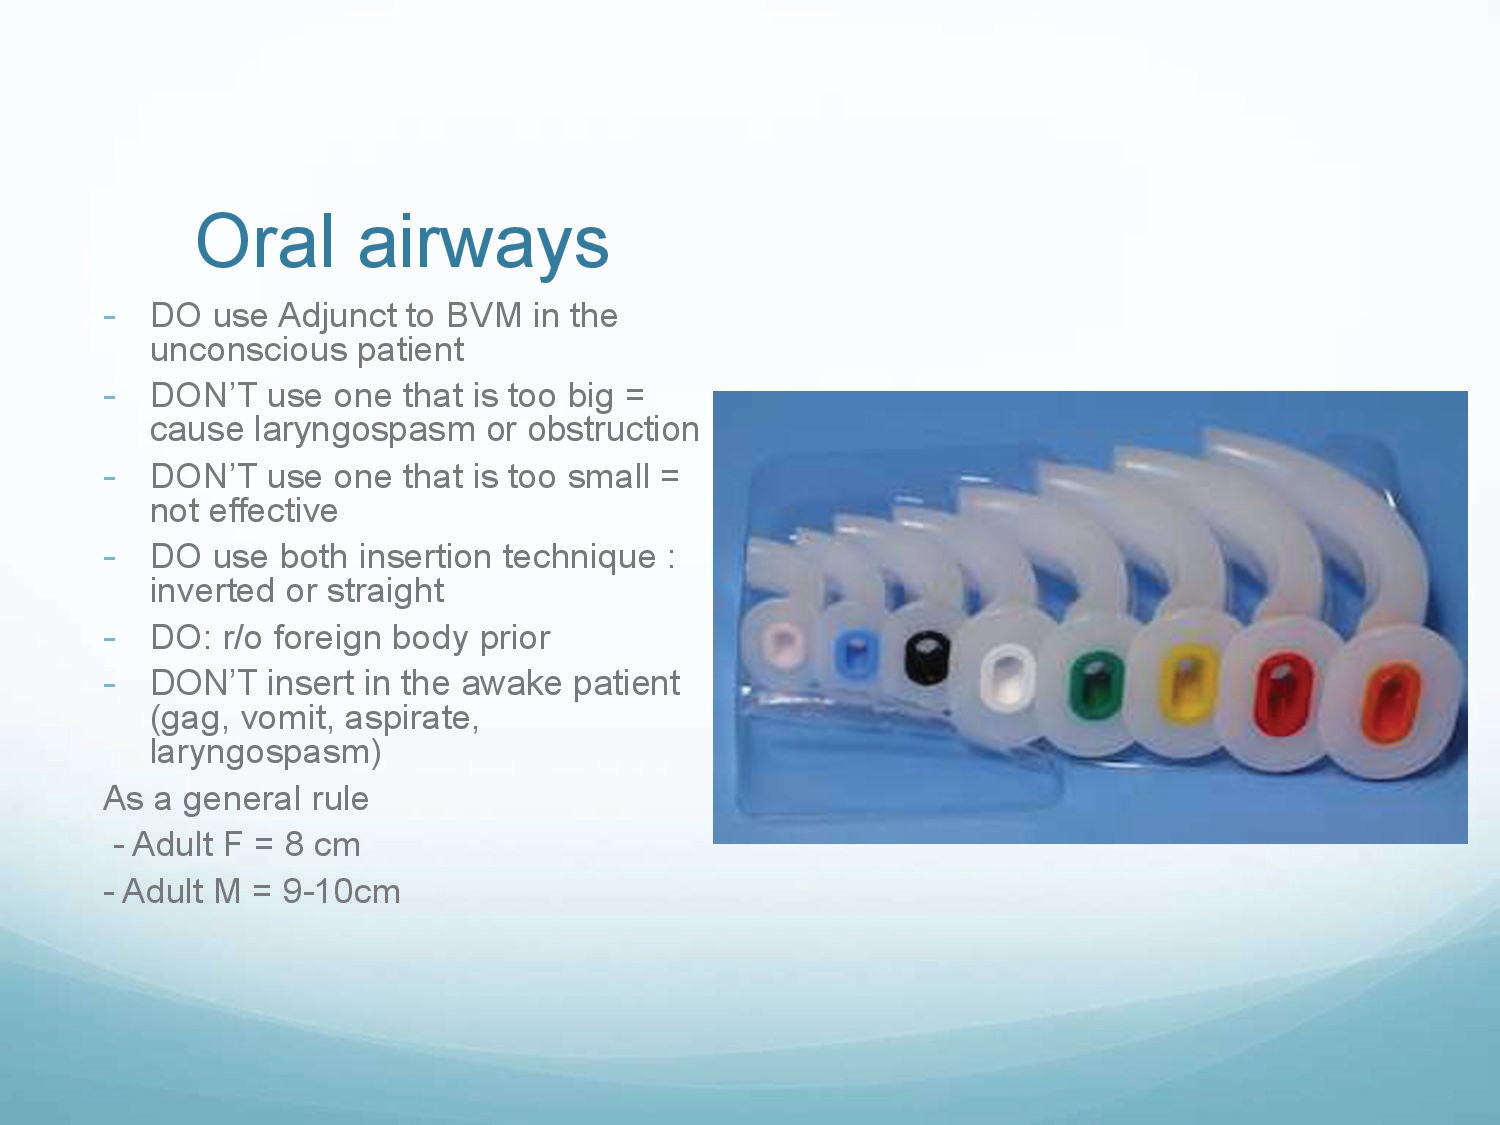 Oral airways
- DO use Adjunct to BVM in the
unconscious patient
- DON’T use one that is too big =
cause laryngospasm or obstruction
- DON’T use one that is too small =
not effective
- DO use both insertion technique :
inverted or straight
- DO: r/o foreign body prior
- DON’T insert in the awake patient
(gag, vomit, aspirate,
laryngospasm)
As a general rule
- Adult F = 8 cm
- Adult M = 9-10cm